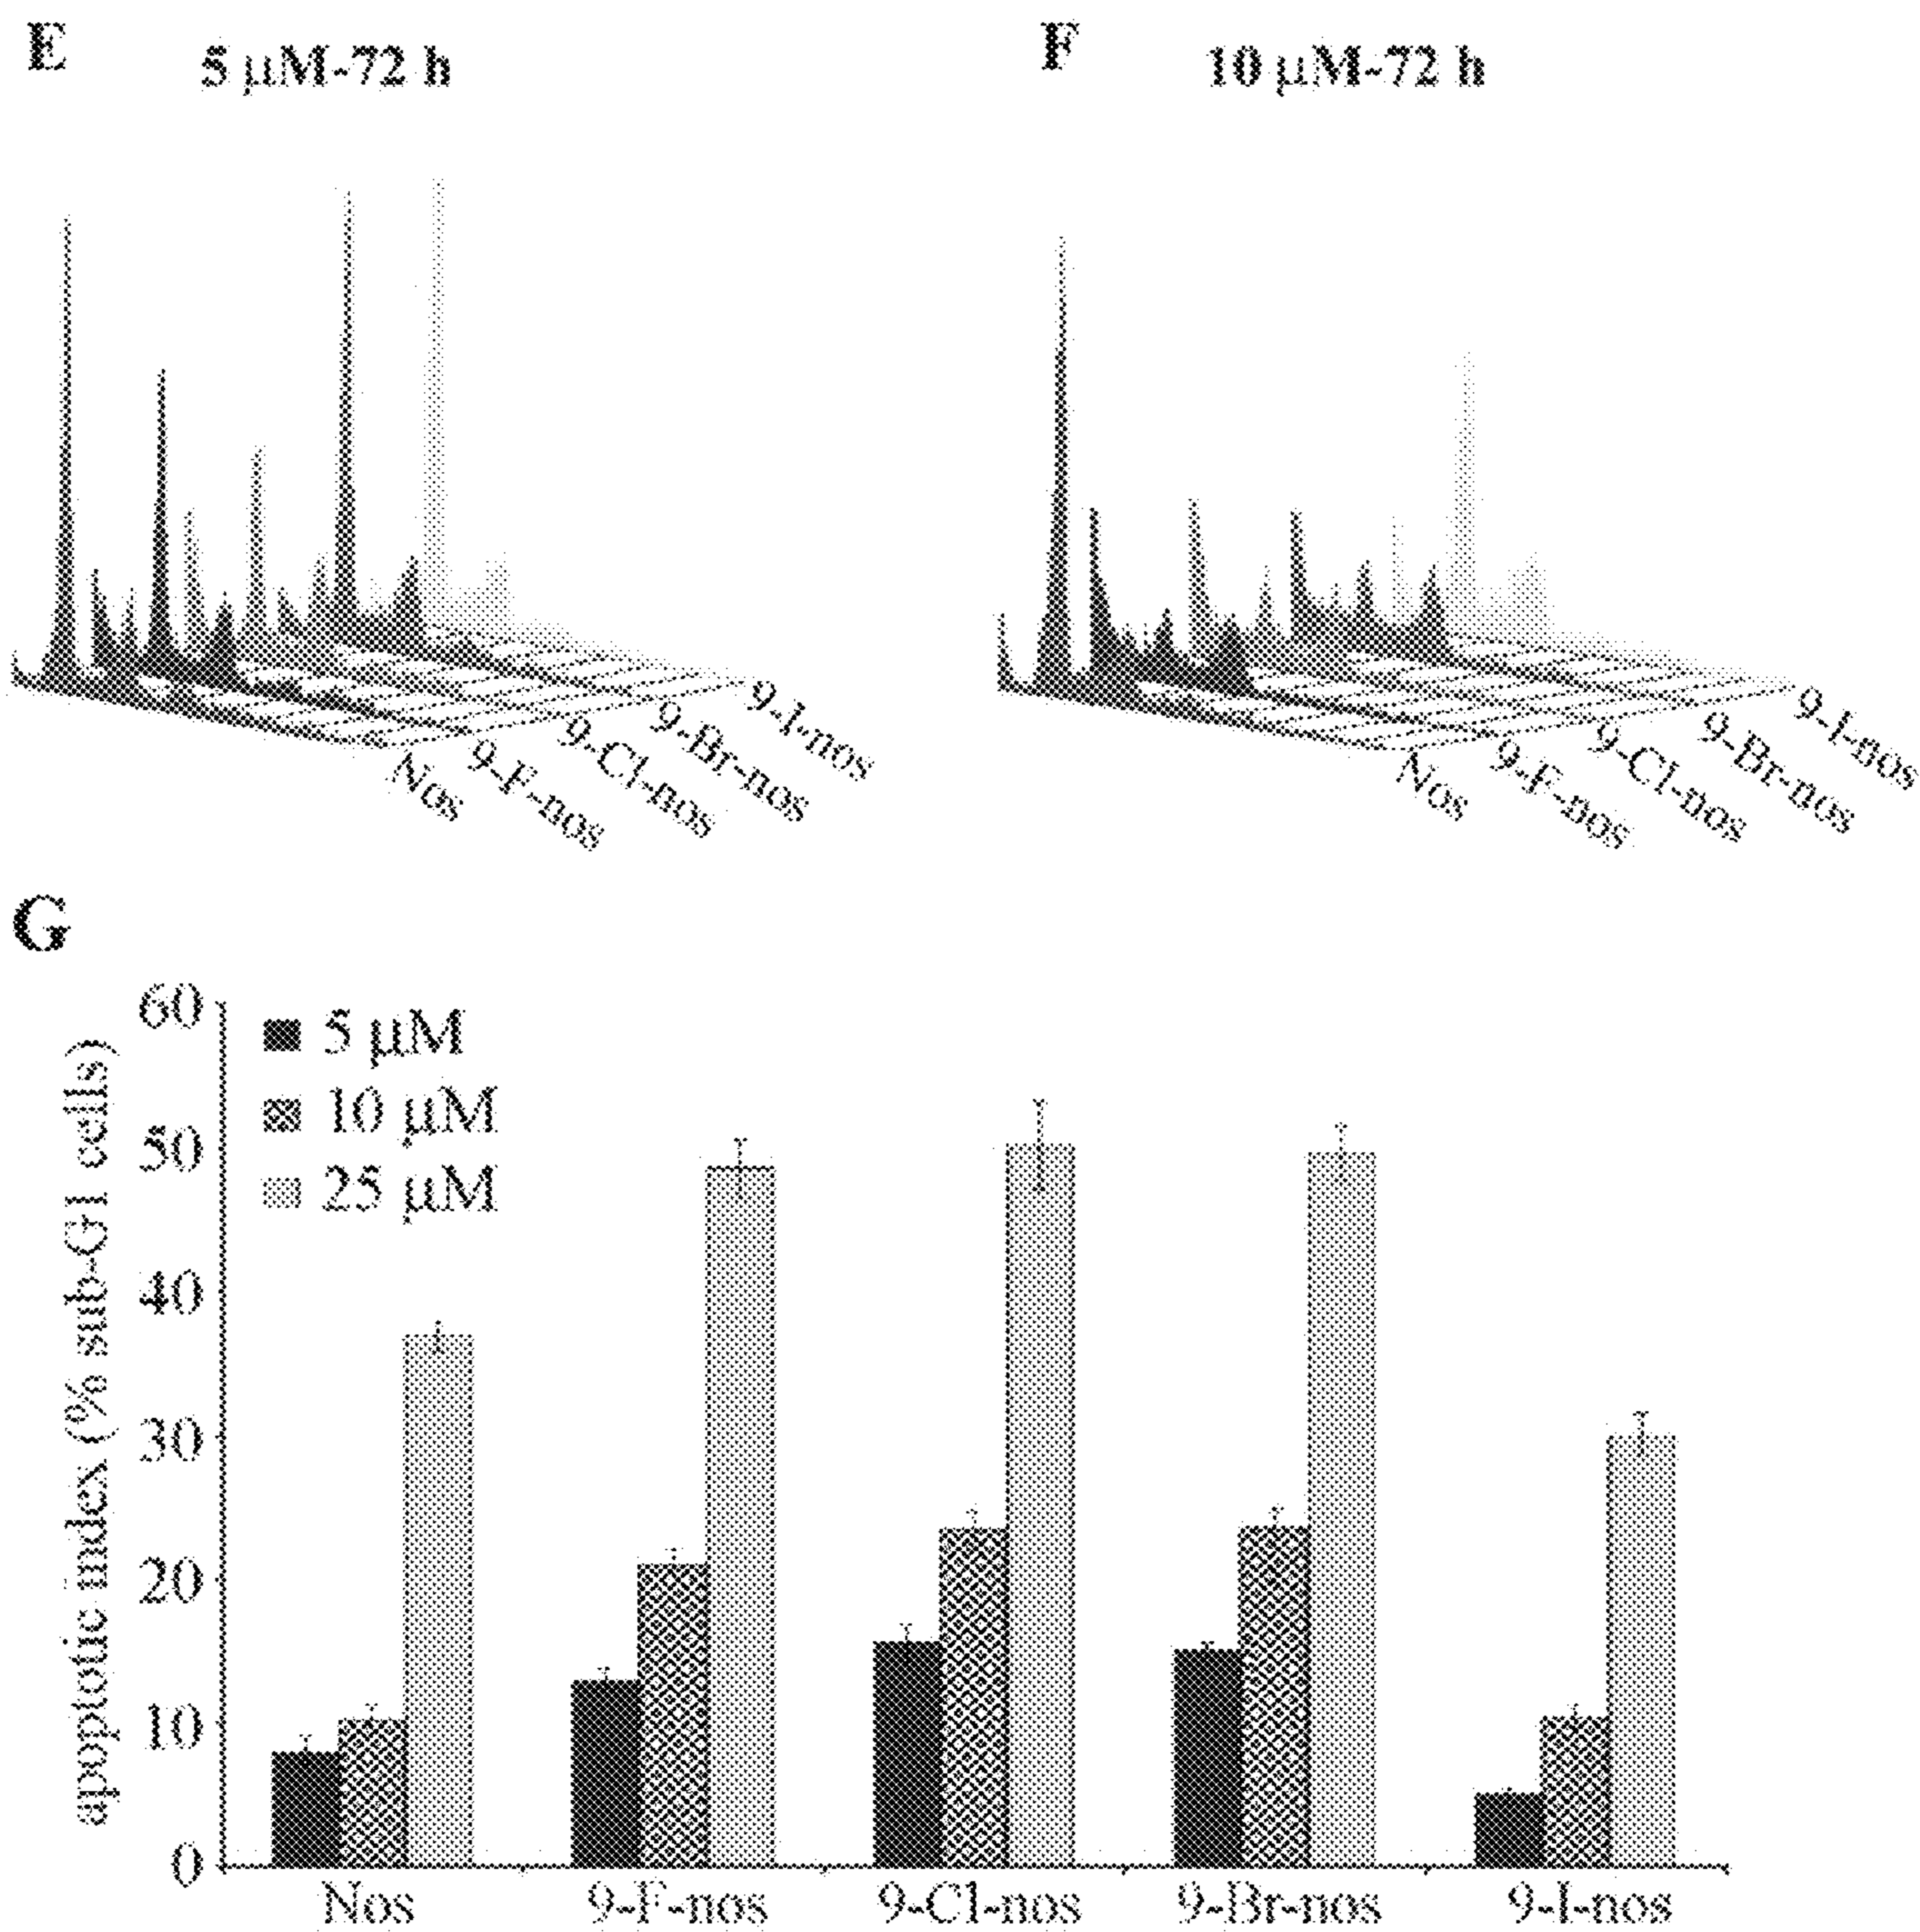 E
5 μM-72 h
F
10 μM-72 h
Nos
9-F-nos
9-Cl-nos
9-Br-nos
9-I-nos
Nos
9-F-nos
9-Cl-nos
9-Br-nos
9-I-nos
G
apoptotic index (% sub-G1 cells)
60
50
40
30
20
10
0
5 μM
10 μM
25 μM
Nos
9-F-nos
9-Cl-nos
9-Br-nos
9-I-nos